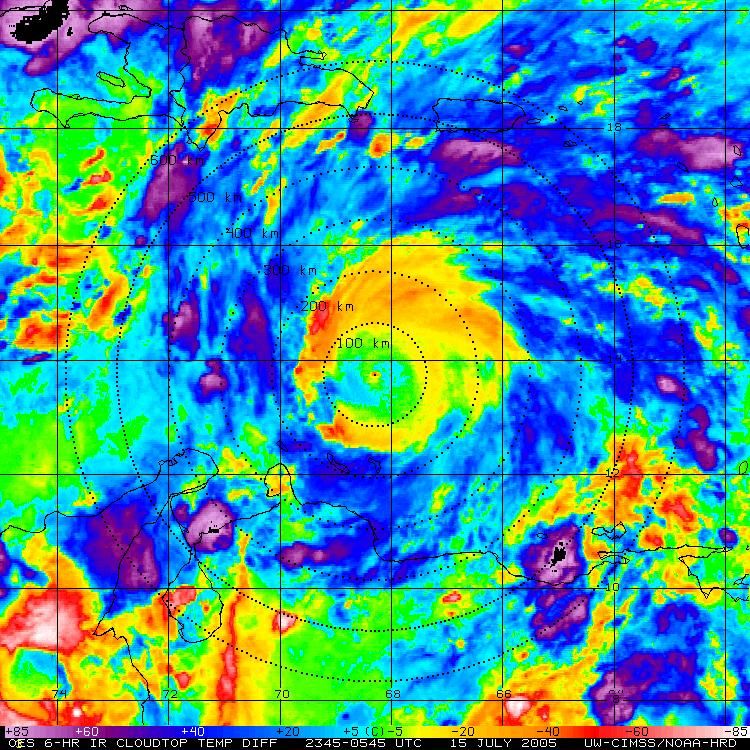 18
600 km
500 km
400 km
16
300 km
200 km
100 km
14
12
10
74 72 70 68 66 64
+85 +60 +40 +20 +5 (C) -5 -20 -40 -60 -85
OES 6-HR IR CLOUDTOP TEMP DIFF 2345-0545 UTC 15 JULY 2005 UW-CIMSS/NOAA-HRD